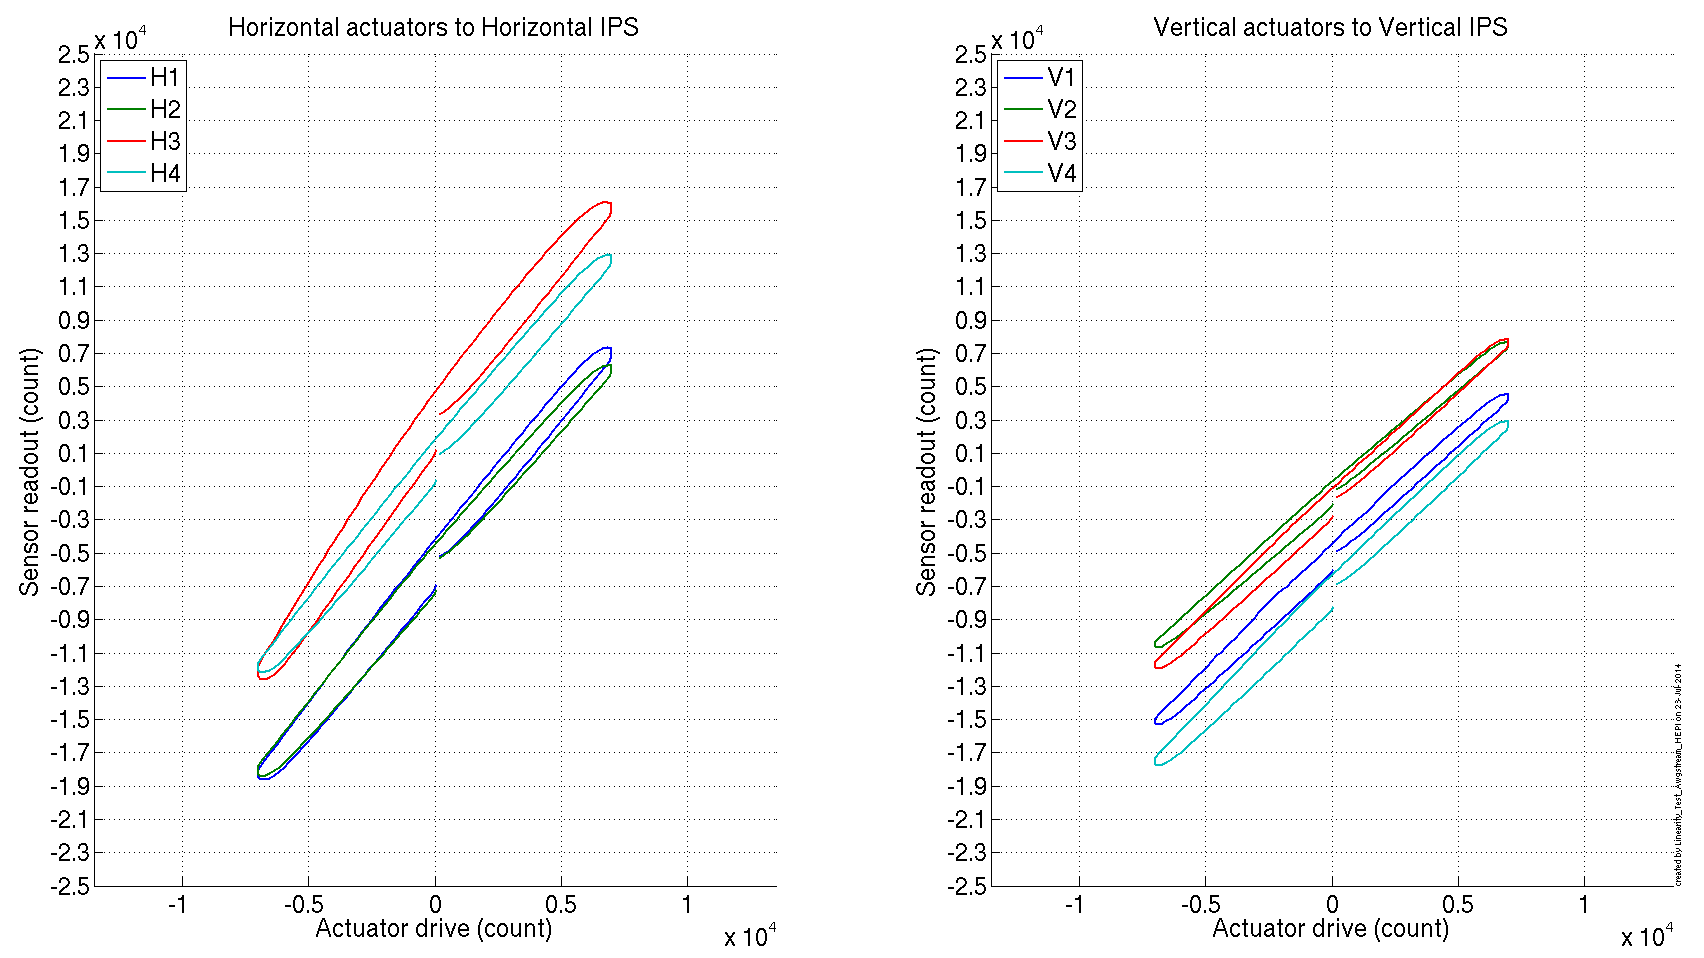 Horizontal actuators to Horizontal IPS
x 10^4
2.5
2.3
2.1
1.9
1.7
1.5
1.3
1.1
0.9
0.7
0.5
0.3
0.1
-0.1
-0.3
-0.5
-0.7
-0.9
-1.1
-1.3
-1.5
-1.7
-1.9
-2.1
-2.3
-2.5
H1
H2
H3
H4
Sensor readout (count)
-1 -0.5 0 0.5 1
Actuator drive (count)
x 10^4
Vertical actuators to Vertical IPS
x 10^4
2.5
2.3
2.1
1.9
1.7
1.5
1.3
1.1
0.9
0.7
0.5
0.3
0.1
-0.1
-0.3
-0.5
-0.7
-0.9
-1.1
-1.3
-1.5
-1.7
-1.9
-2.1
-2.3
-2.5
V1
V2
V3
V4
Sensor readout (count)
-1 -0.5 0 0.5 1
Actuator drive (count)
x 10^4
created by Linearity_Test_Awgstream_HEPI on 23-Jul-2014